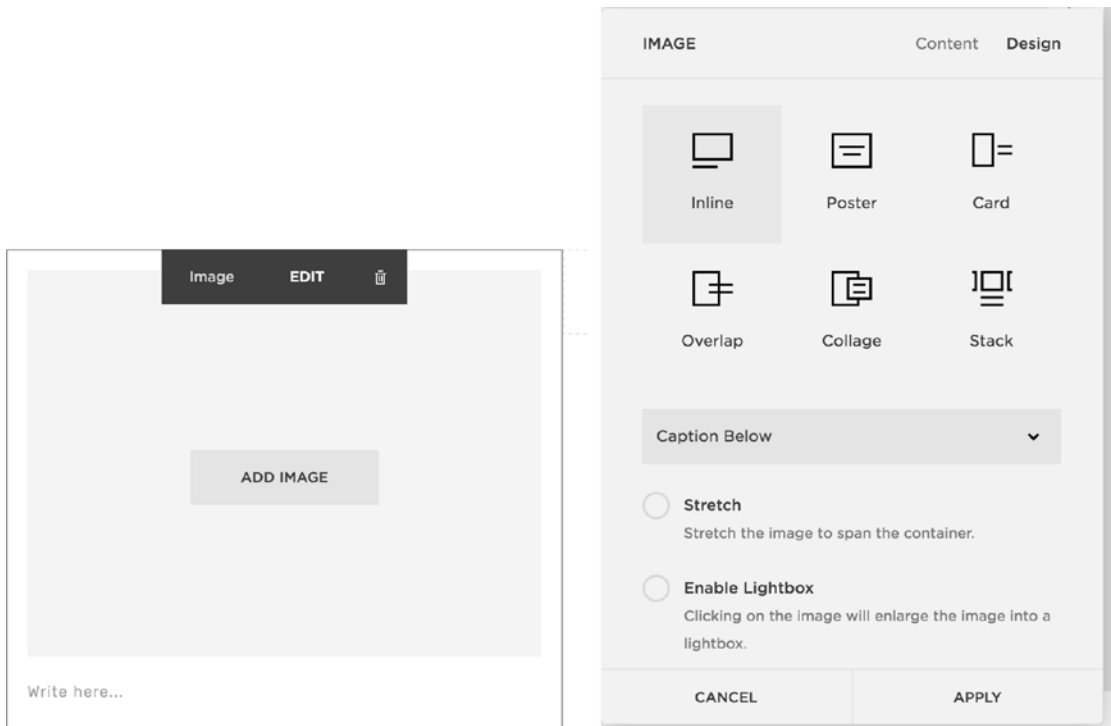 Image EDIT
ADD IMAGE
Write here...
IMAGE Content Design
Inline Poster Card
Overlap Collage Stack
Caption Below
Stretch
Stretch the image to span the container.
Enable Lightbox
Clicking on the image will enlarge the image into a
lightbox.
CANCEL APPLY